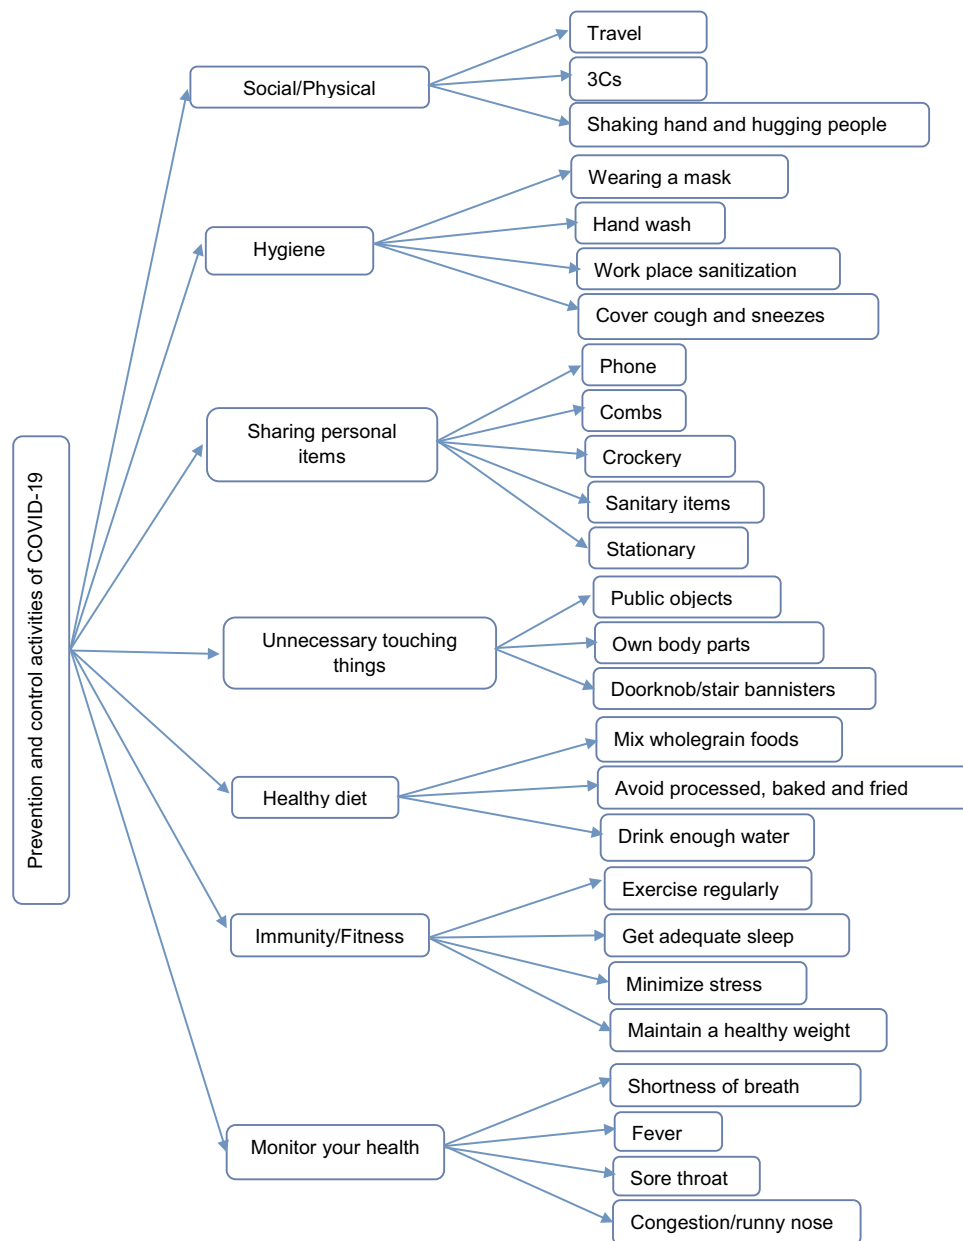 Prevention and control activities of COVID-19
Social/Physical
Travel
3Cs
Shaking hand and hugging people
Hygiene
Wearing a mask
Hand wash
Work place sanitization
Cover cough and sneezes
Sharing personal
items
Phone
Combs
Crockery
Sanitary items
Stationary
Unnecessary touching
things
Public objects
Own body parts
Doorknob/stair bannisters
Healthy diet
Mix wholegrain foods
Avoid processed, baked and fried
Drink enough water
Immunity/Fitness
Exercise regularly
Get adequate sleep
Minimize stress
Maintain a healthy weight
Monitor your health
Shortness of breath
Fever
Sore throat
Congestion/runny nose